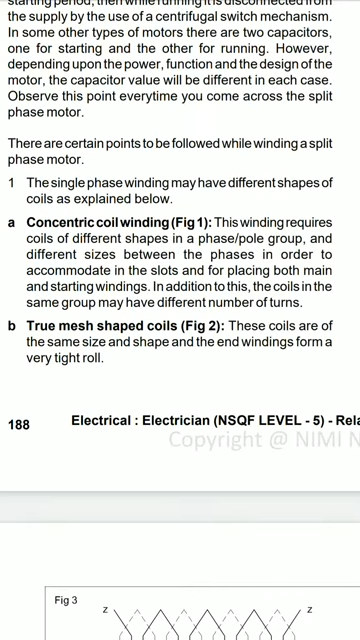 starting period, then while running it is disconnected from
the supply by the use of a centrifugal switch mechanism.
In some other types of motors there are two capacitors,
one for starting and the other for running. However,
depending upon the power, function and the design of the
motor, the capacitor value will be different in each case.
Observe this point everytime you come across the split
phase motor.
There are certain points to be followed while winding a split
phase motor.
1 The single phase winding may have different shapes of
coils as explained below.
a Concentric coil winding (Fig 1): This winding requires
coils of different shapes in a phase/pole group, and
different sizes between the phases in order to
accommodate in the slots and for placing both main
and starting windings. In addition to this, the coils in the
same group may have different number of turns.
b True mesh shaped coils (Fig 2): These coils are of
the same size and shape and the end windings form a
very tight roll.
188
Electrical : Electrician (NSQF LEVEL - 5) - Rela
Copyright @ NIMI N
Fig 3
Z
Z